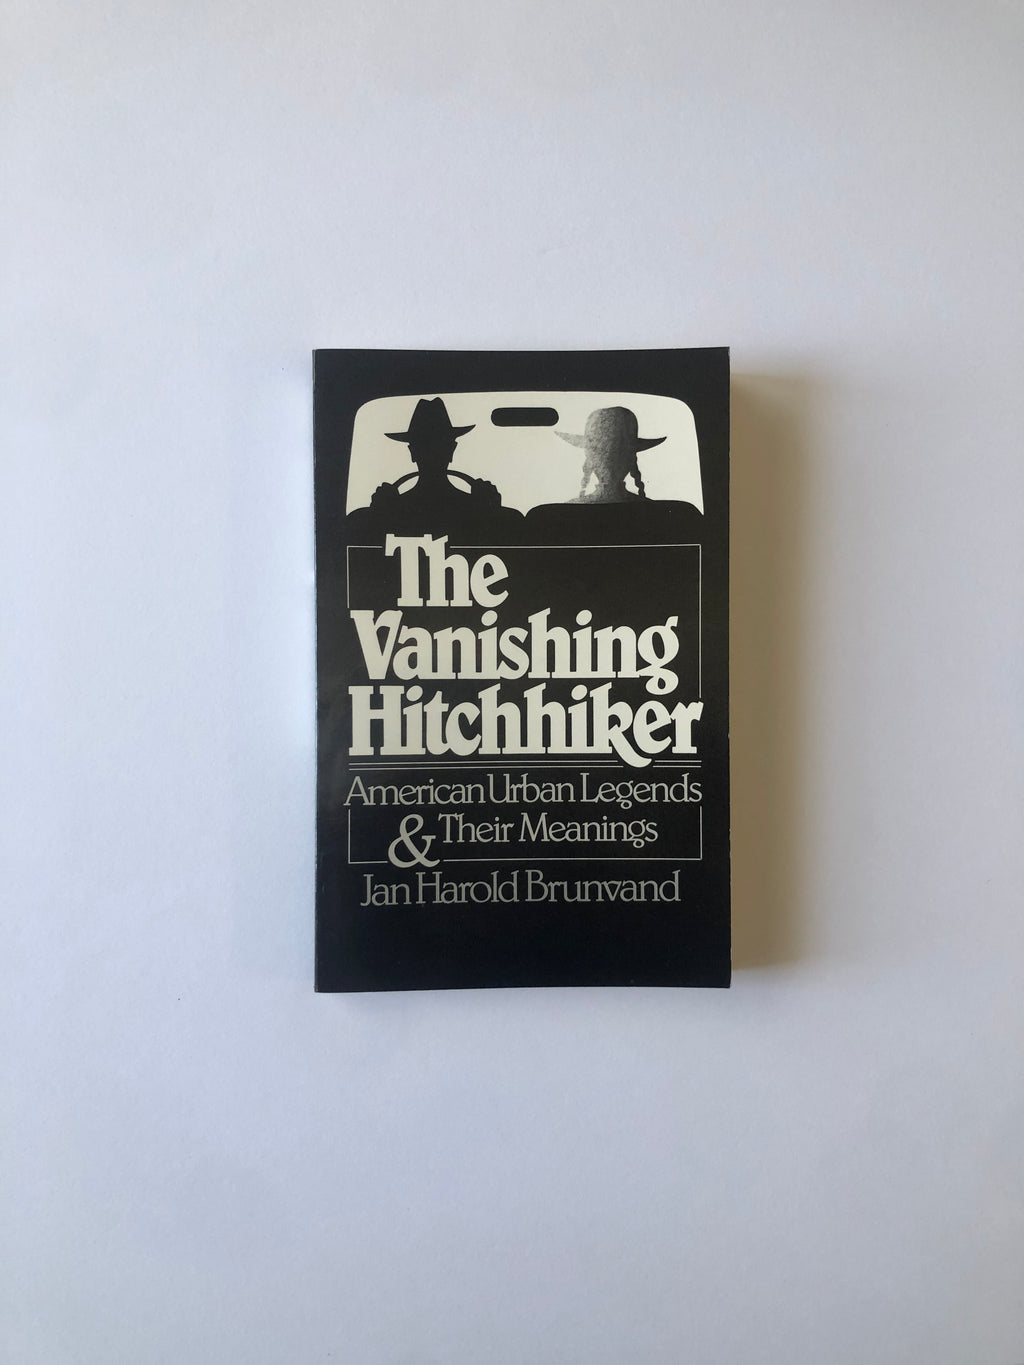 The
Vanishing
Hitchhiker
American Urban Legends
& Their Meanings
Jan Harold Brunvand